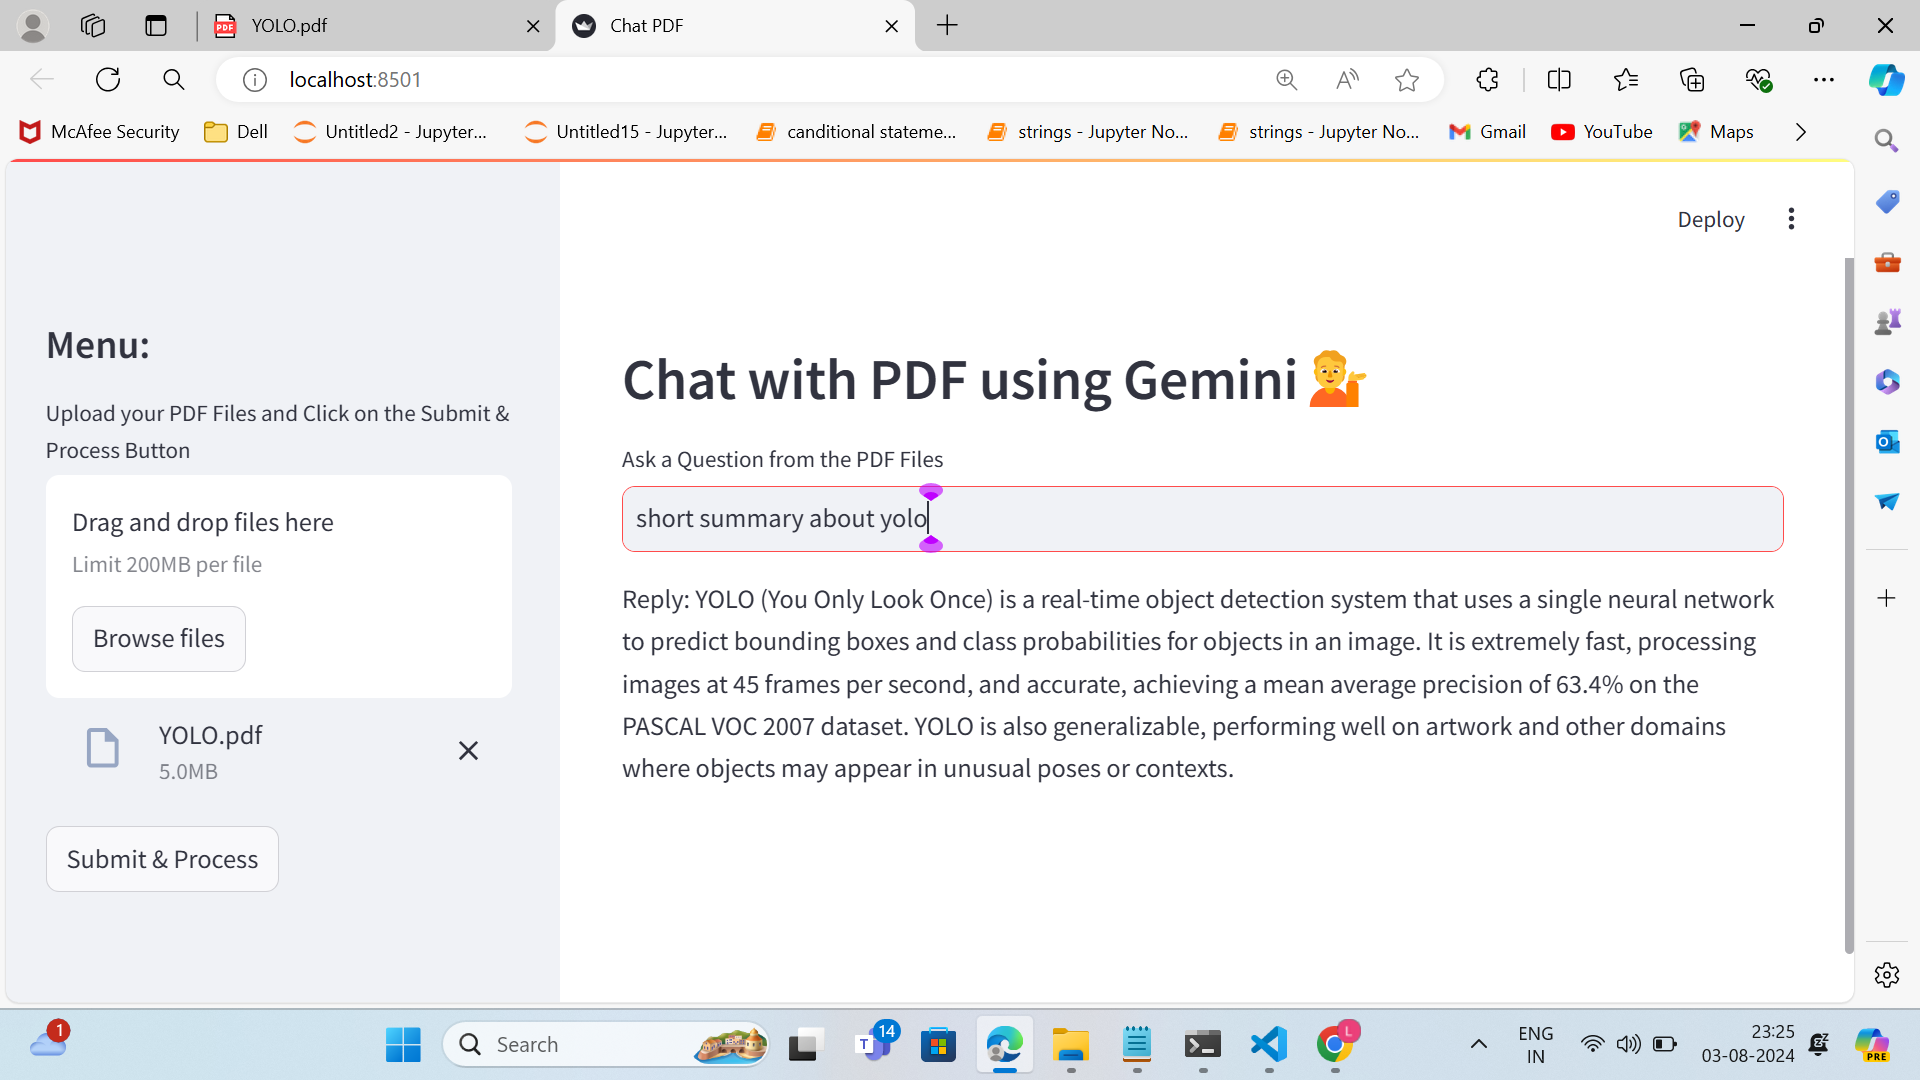 YOLO.pdf
Chat PDF
localhost:8501
McAfee Security
Dell
Untitled2 - Jupyter...
Untitled15 - Jupyter...
canditional stateme...
strings - Jupyter No...
strings - Jupyter No...
Gmail
YouTube
Maps
Deploy
Menu:
Upload your PDF Files and Click on the Submit &
Process Button
Drag and drop files here
Limit 200MB per file
Browse files
YOLO.pdf
5.0MB
Submit & Process
Chat with PDF using Gemini
Ask a Question from the PDF Files
short summary about yolo
Reply: YOLO (You Only Look Once) is a real-time object detection system that uses a single neural network
to predict bounding boxes and class probabilities for objects in an image. It is extremely fast, processing
images at 45 frames per second, and accurate, achieving a mean average precision of 63.4% on the
PASCAL VOC 2007 dataset. YOLO is also generalizable, performing well on artwork and other domains
where objects may appear in unusual poses or contexts.
1
Search
14
L
ENG
IN
23:25
03-08-2024
PRE